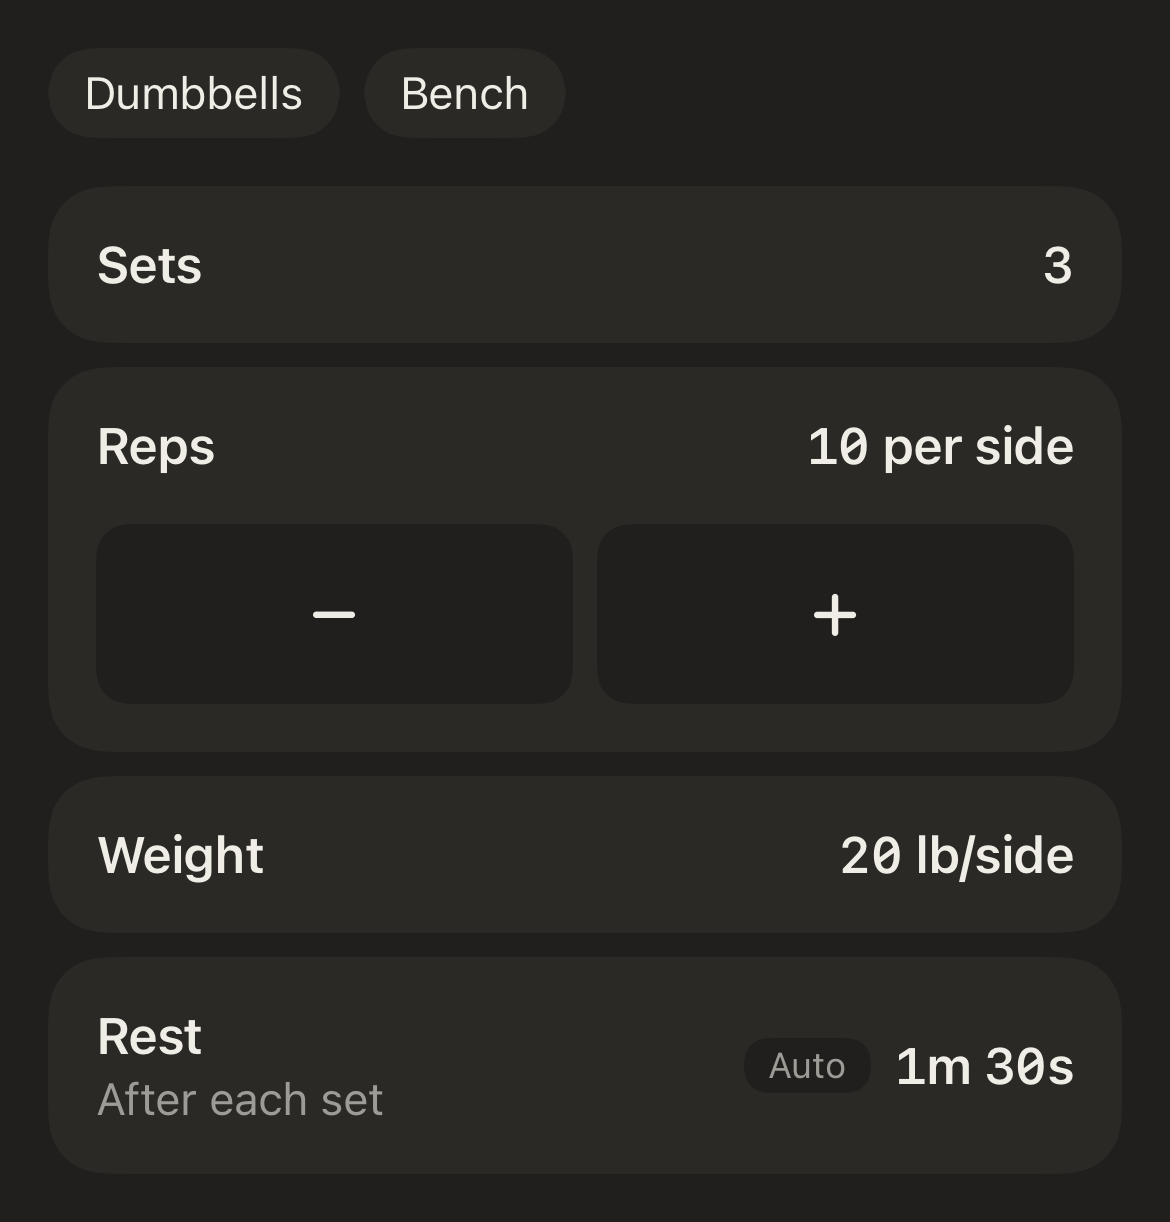 Dumbbells Bench
Sets 3
Reps 10 per side
− +
Weight 20 lb/side
Rest
After each set
Auto 1m 30s